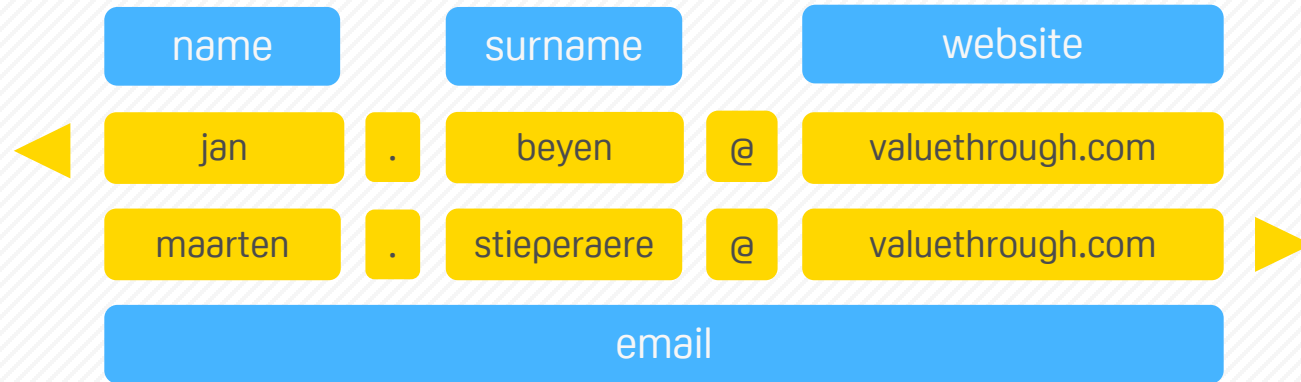 name surname website
jan . beyen @ valuethrough.com
maarten . stieperaere @ valuethrough.com
email